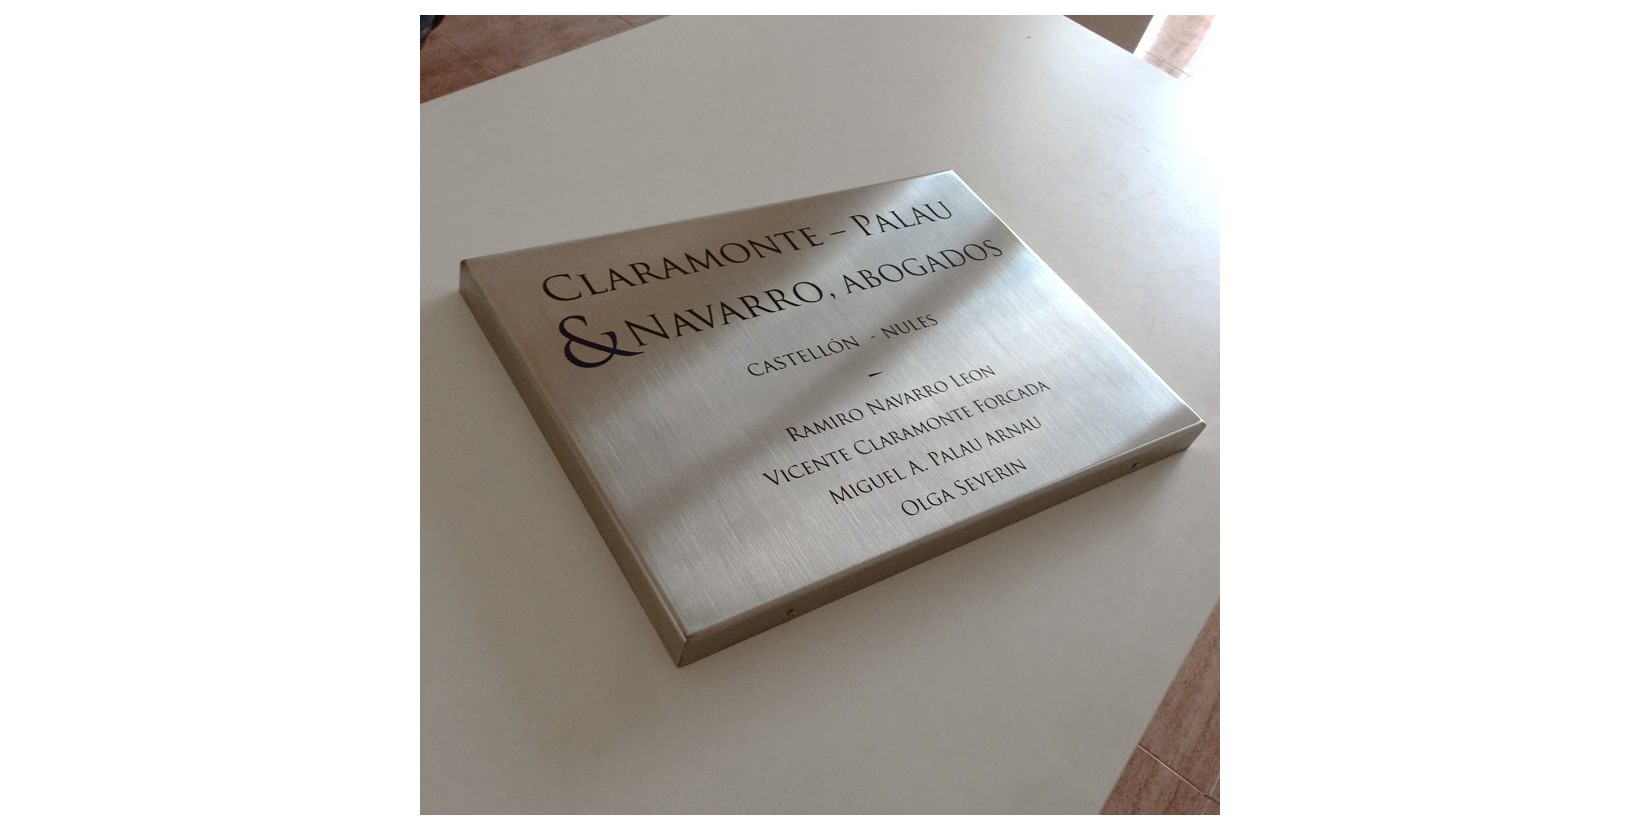 CLARAMONTE – PALAU
& NAVARRO, ABOGADOS
CASTELLÓN - NULES
–
RAMIRO NAVARRO LEON
VICENTE CLARAMONTE FORCADA
MIGUEL A. PALAU ARNAU
OLGA SEVERIN